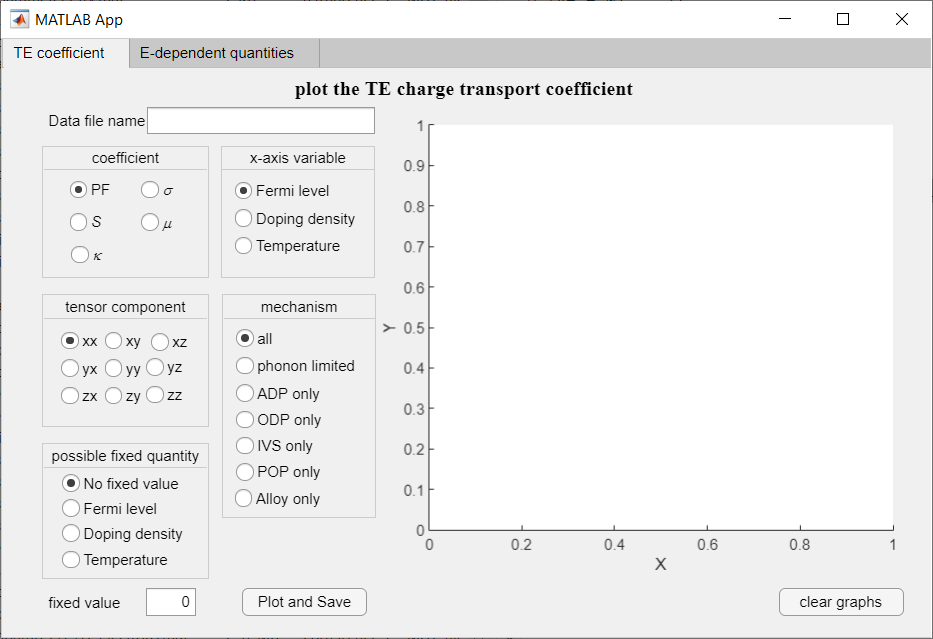 MATLAB App
TE coefficient
E-dependent quantities
plot the TE charge transport coefficient
Data file name
coefficient
PF
σ
S
μ
κ
x-axis variable
Fermi level
Doping density
Temperature
tensor component
xx xy xz
yx yy yz
zx zy zz
mechanism
all
phonon limited
ADP only
ODP only
IVS only
POP only
Alloy only
possible fixed quantity
No fixed value
Fermi level
Doping density
Temperature
fixed value
0
Plot and Save
1
0.9
0.8
0.7
0.6
0.5
0.4
0.3
0.2
0.1
0
Y
0 0.2 0.4 0.6 0.8 1
X
clear graphs